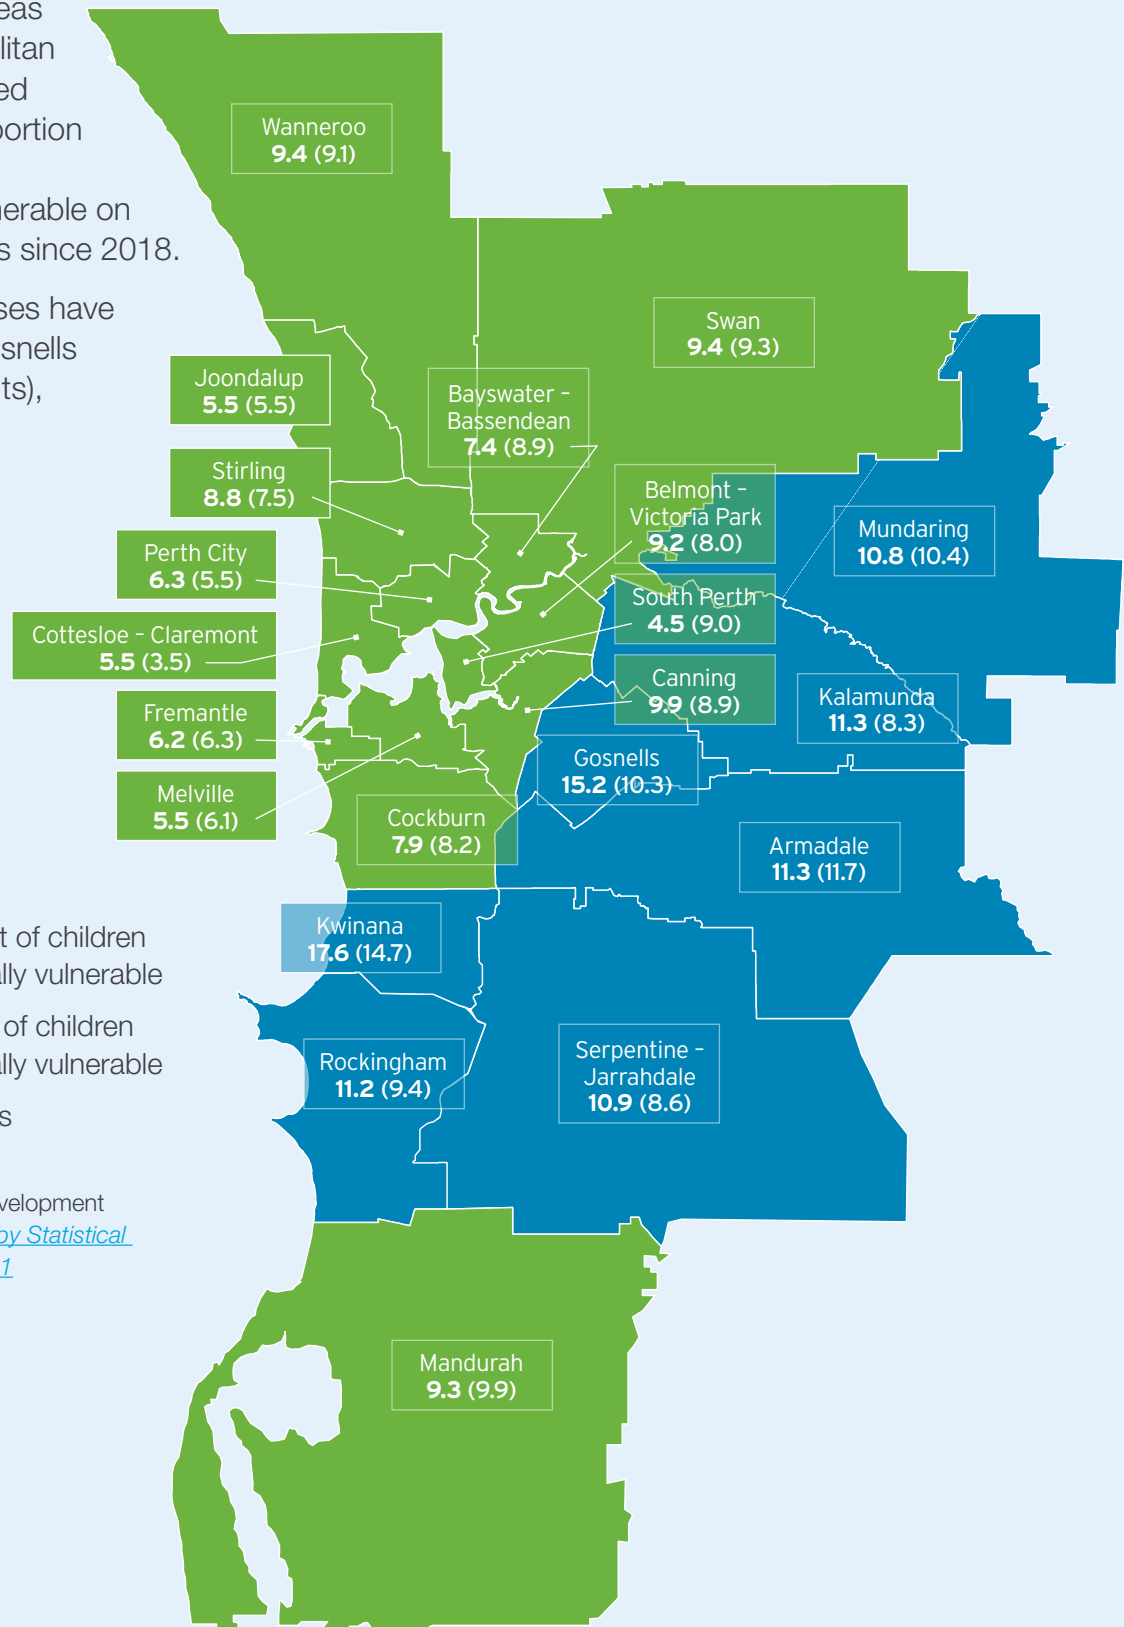 eas
litan
ed
portion
nerable on
s since 2018.
ses have
snells
ts),
Wanneroo
9.4 (9.1)
Swan
9.4 (9.3)
Joondalup
5.5 (5.5)
Bayswater –
Bassendean
7.4 (8.9)
Stirling
8.8 (7.5)
Belmont –
Victoria Park
9.2 (8.0)
Mundaring
10.8 (10.4)
Perth City
6.3 (5.5)
South Perth
4.5 (9.0)
Cottesloe – Claremont
5.5 (3.5)
Canning
9.9 (8.9)
Kalamunda
11.3 (8.3)
Fremantle
6.2 (6.3)
Gosnells
15.2 (10.3)
Melville
5.5 (6.1)
Cockburn
7.9 (8.2)
Armadale
11.3 (11.7)
Kwinana
17.6 (14.7)
t of children
ally vulnerable
of children
ally vulnerable
s
Rockingham
11.2 (9.4)
Serpentine –
Jarrahdale
10.9 (8.6)
velopment
by Statistical
1
Mandurah
9.3 (9.9)